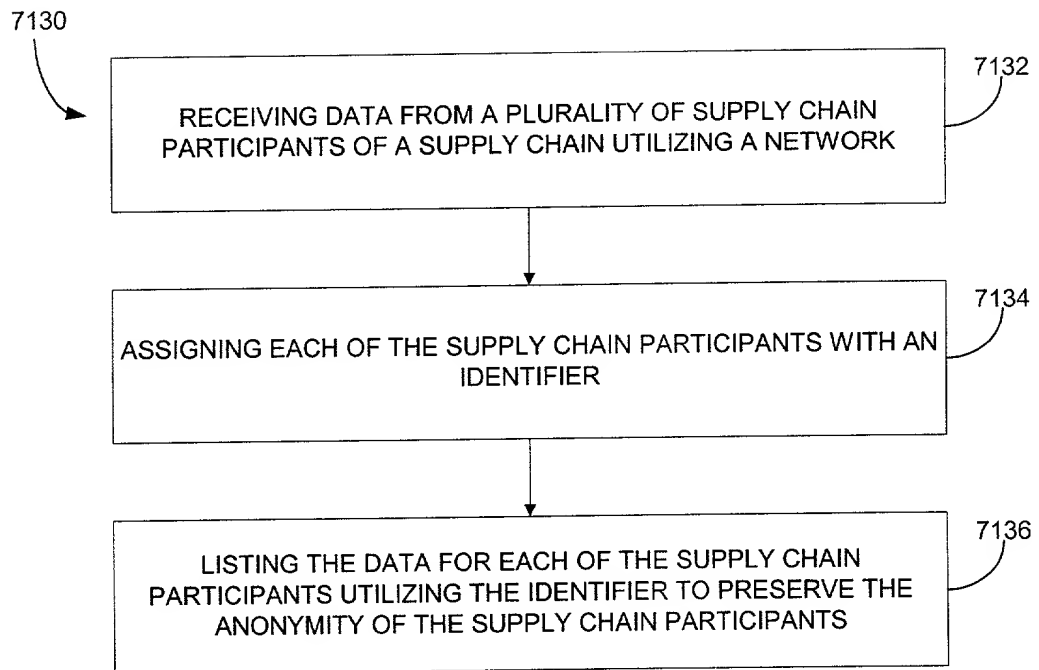 7130
7132
RECEIVING DATA FROM A PLURALITY OF SUPPLY CHAIN
PARTICIPANTS OF A SUPPLY CHAIN UTILIZING A NETWORK
7134
ASSIGNING EACH OF THE SUPPLY CHAIN PARTICIPANTS WITH AN
IDENTIFIER
7136
LISTING THE DATA FOR EACH OF THE SUPPLY CHAIN
PARTICIPANTS UTILIZING THE IDENTIFIER TO PRESERVE THE
ANONYMITY OF THE SUPPLY CHAIN PARTICIPANTS